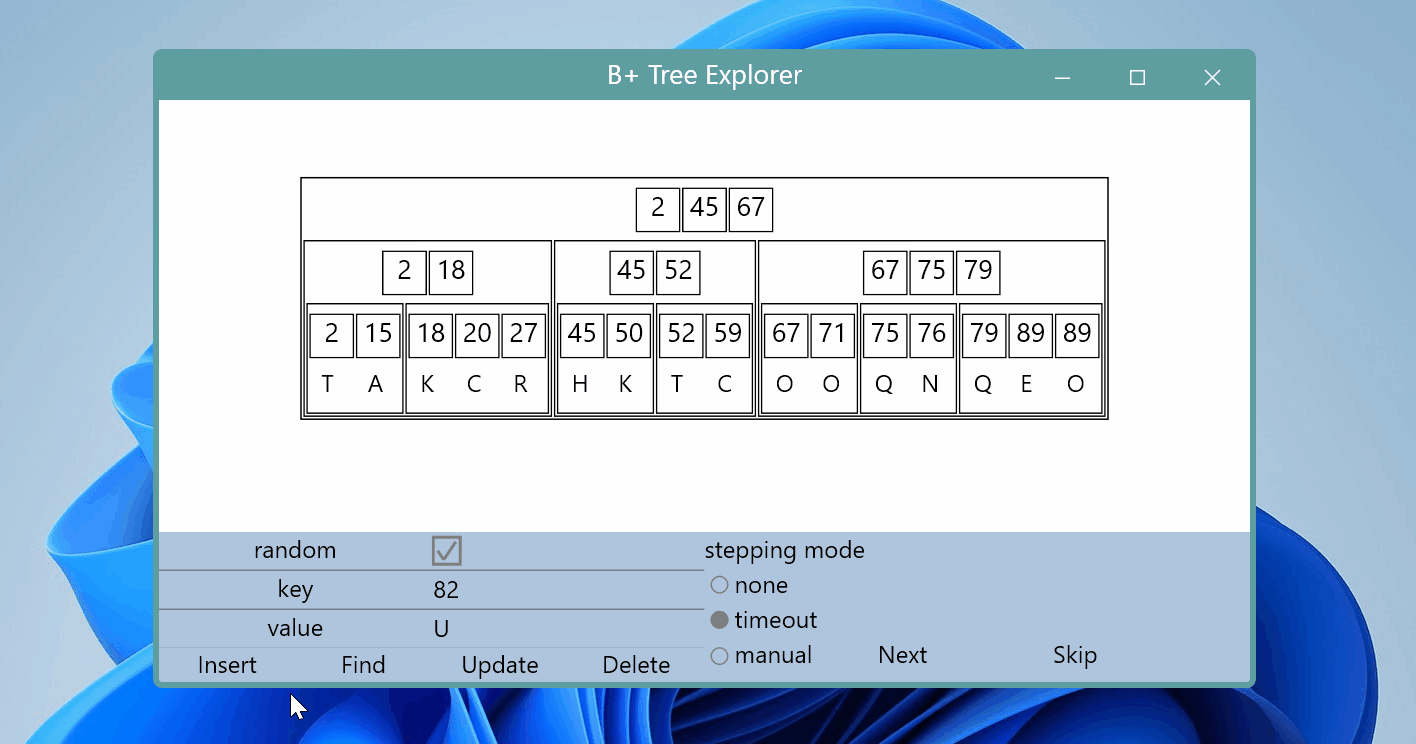 B+ Tree Explorer
2 45 67
2 18 45 52 67 75 79
2 15 18 20 27 45 50 52 59 67 71 75 76 79 89 89
T A K C R H K T C O O Q N Q E O
random
stepping mode
none
key 82
timeout
value U
manual Next Skip
Insert Find Update Delete